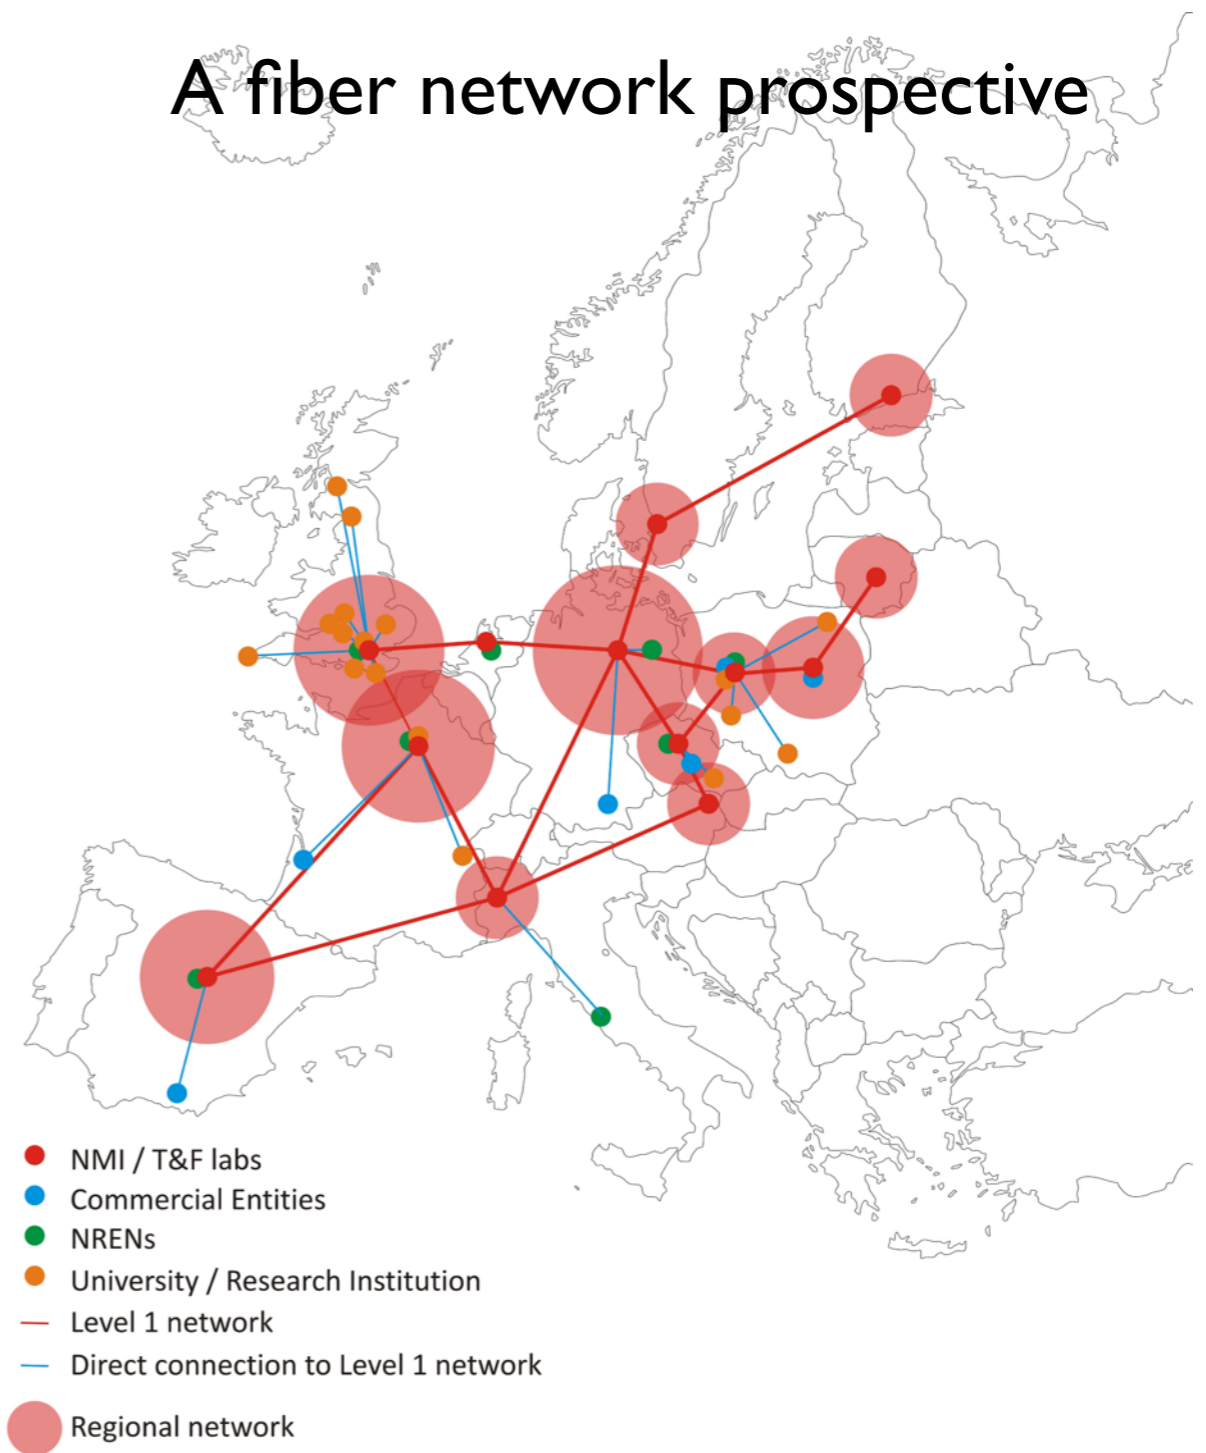 A fiber network prospective
NMI / T&F labs
Commercial Entities
NRENs
University / Research Institution
Level 1 network
Direct connection to Level 1 network
Regional network